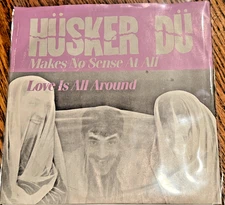 HÜSKER DÜ
Makes No Sense At All
Love Is All Around